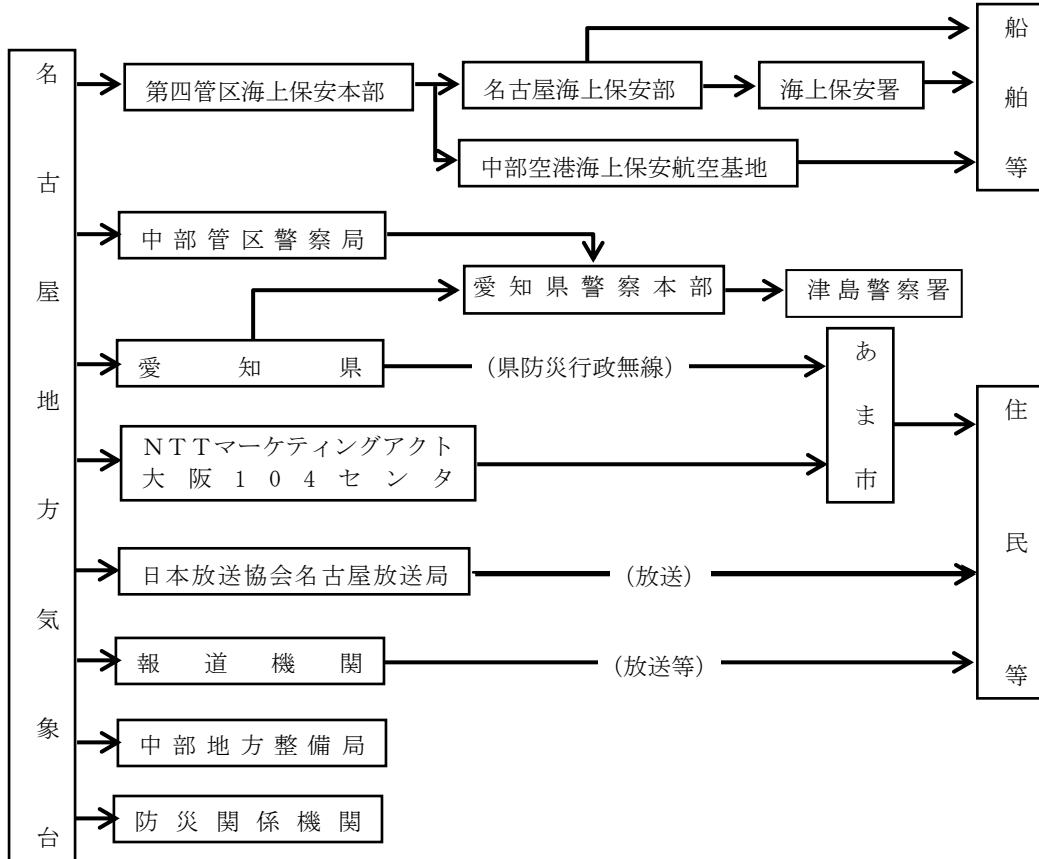 名古屋地方気象台
第四管区海上保安本部
名古屋海上保安部
海上保安署
船舶等
中部空港海上保安航空基地
中部管区警察局
愛知県警察本部
津島警察署
愛知県
(県防災行政無線)
あま市
NTTマーケティングアクト
大阪104センタ
住民等
日本放送協会名古屋放送局
(放送)
報道機関
(放送等)
中部地方整備局
防災関係機関